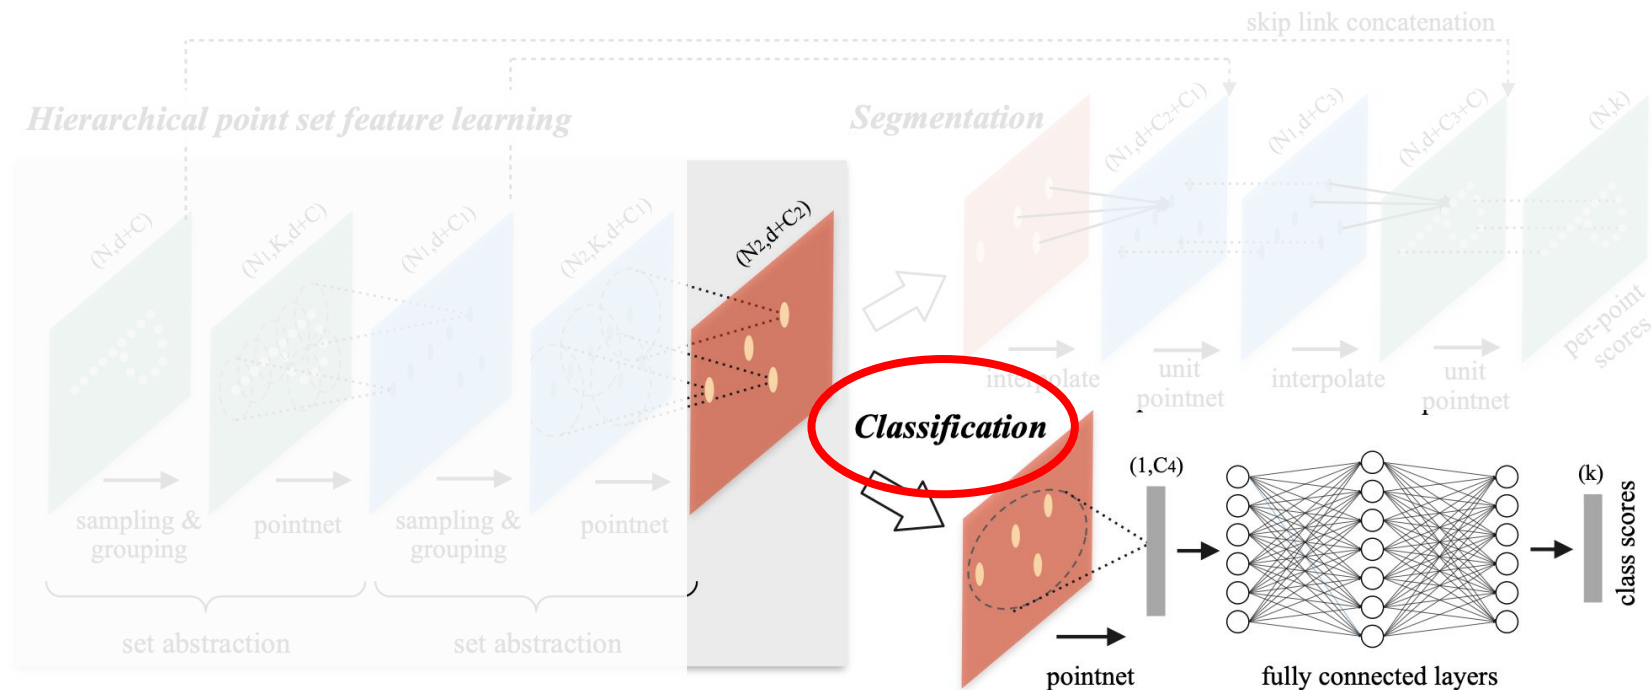 skip link concatenation
Hierarchical point set feature learning
Segmentation
(N,d+C)
(N1,K,d+C)
(N1,d+C1)
(N2,K,d+C1)
(N2,d+C2)
(N1,d+C2+C1)
(N1,d+C3)
(N,d+C3+C)
(N,k)
per-point
scores
interpolate
unit
pointnet
interpolate
unit
pointnet
sampling &
grouping
pointnet
sampling &
grouping
pointnet
set abstraction
set abstraction
Classification
(1,C4)
(k)
class scores
pointnet
fully connected layers